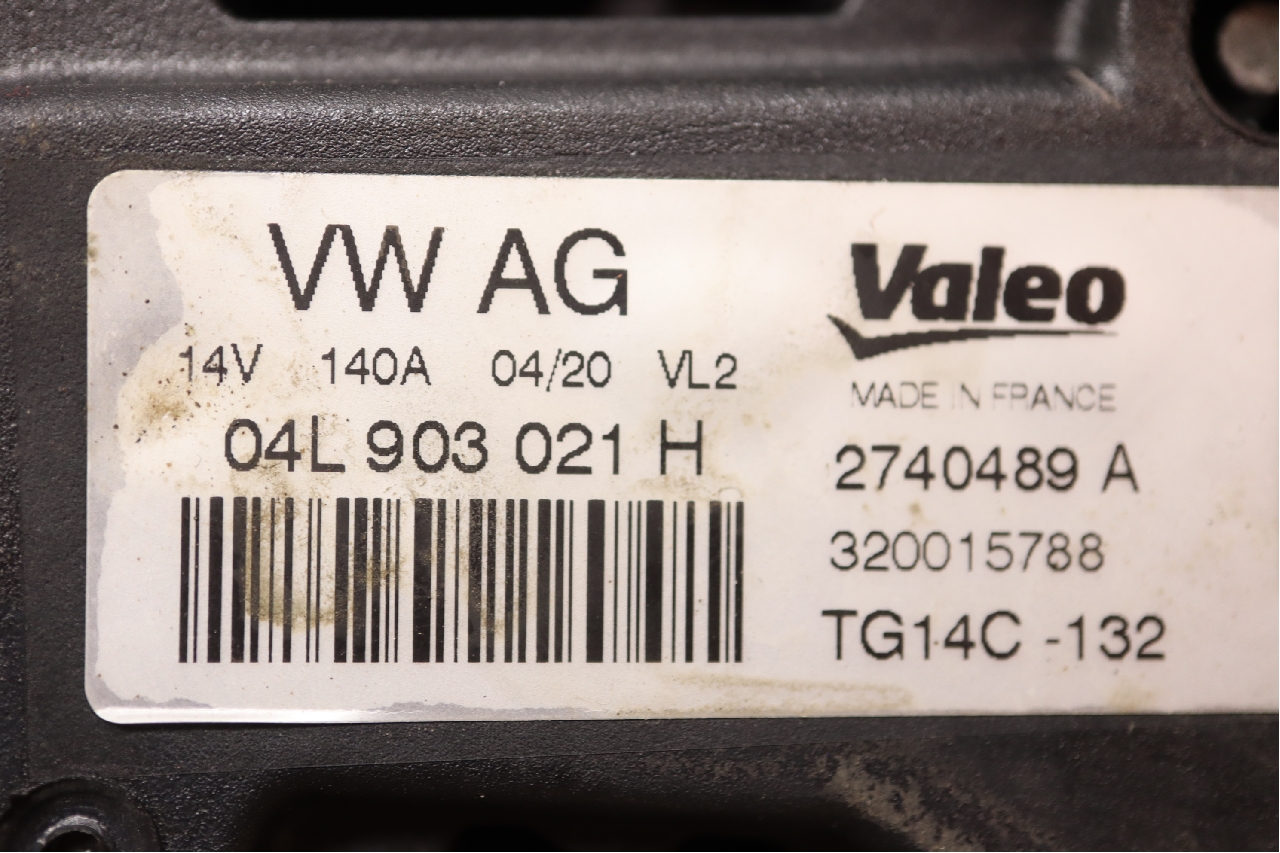 VW AG
14V 140A 04/20 VL2
04L 903 021 H
Valeo
MADE IN FRANCE
2740489 A
320015788
TG14C -132